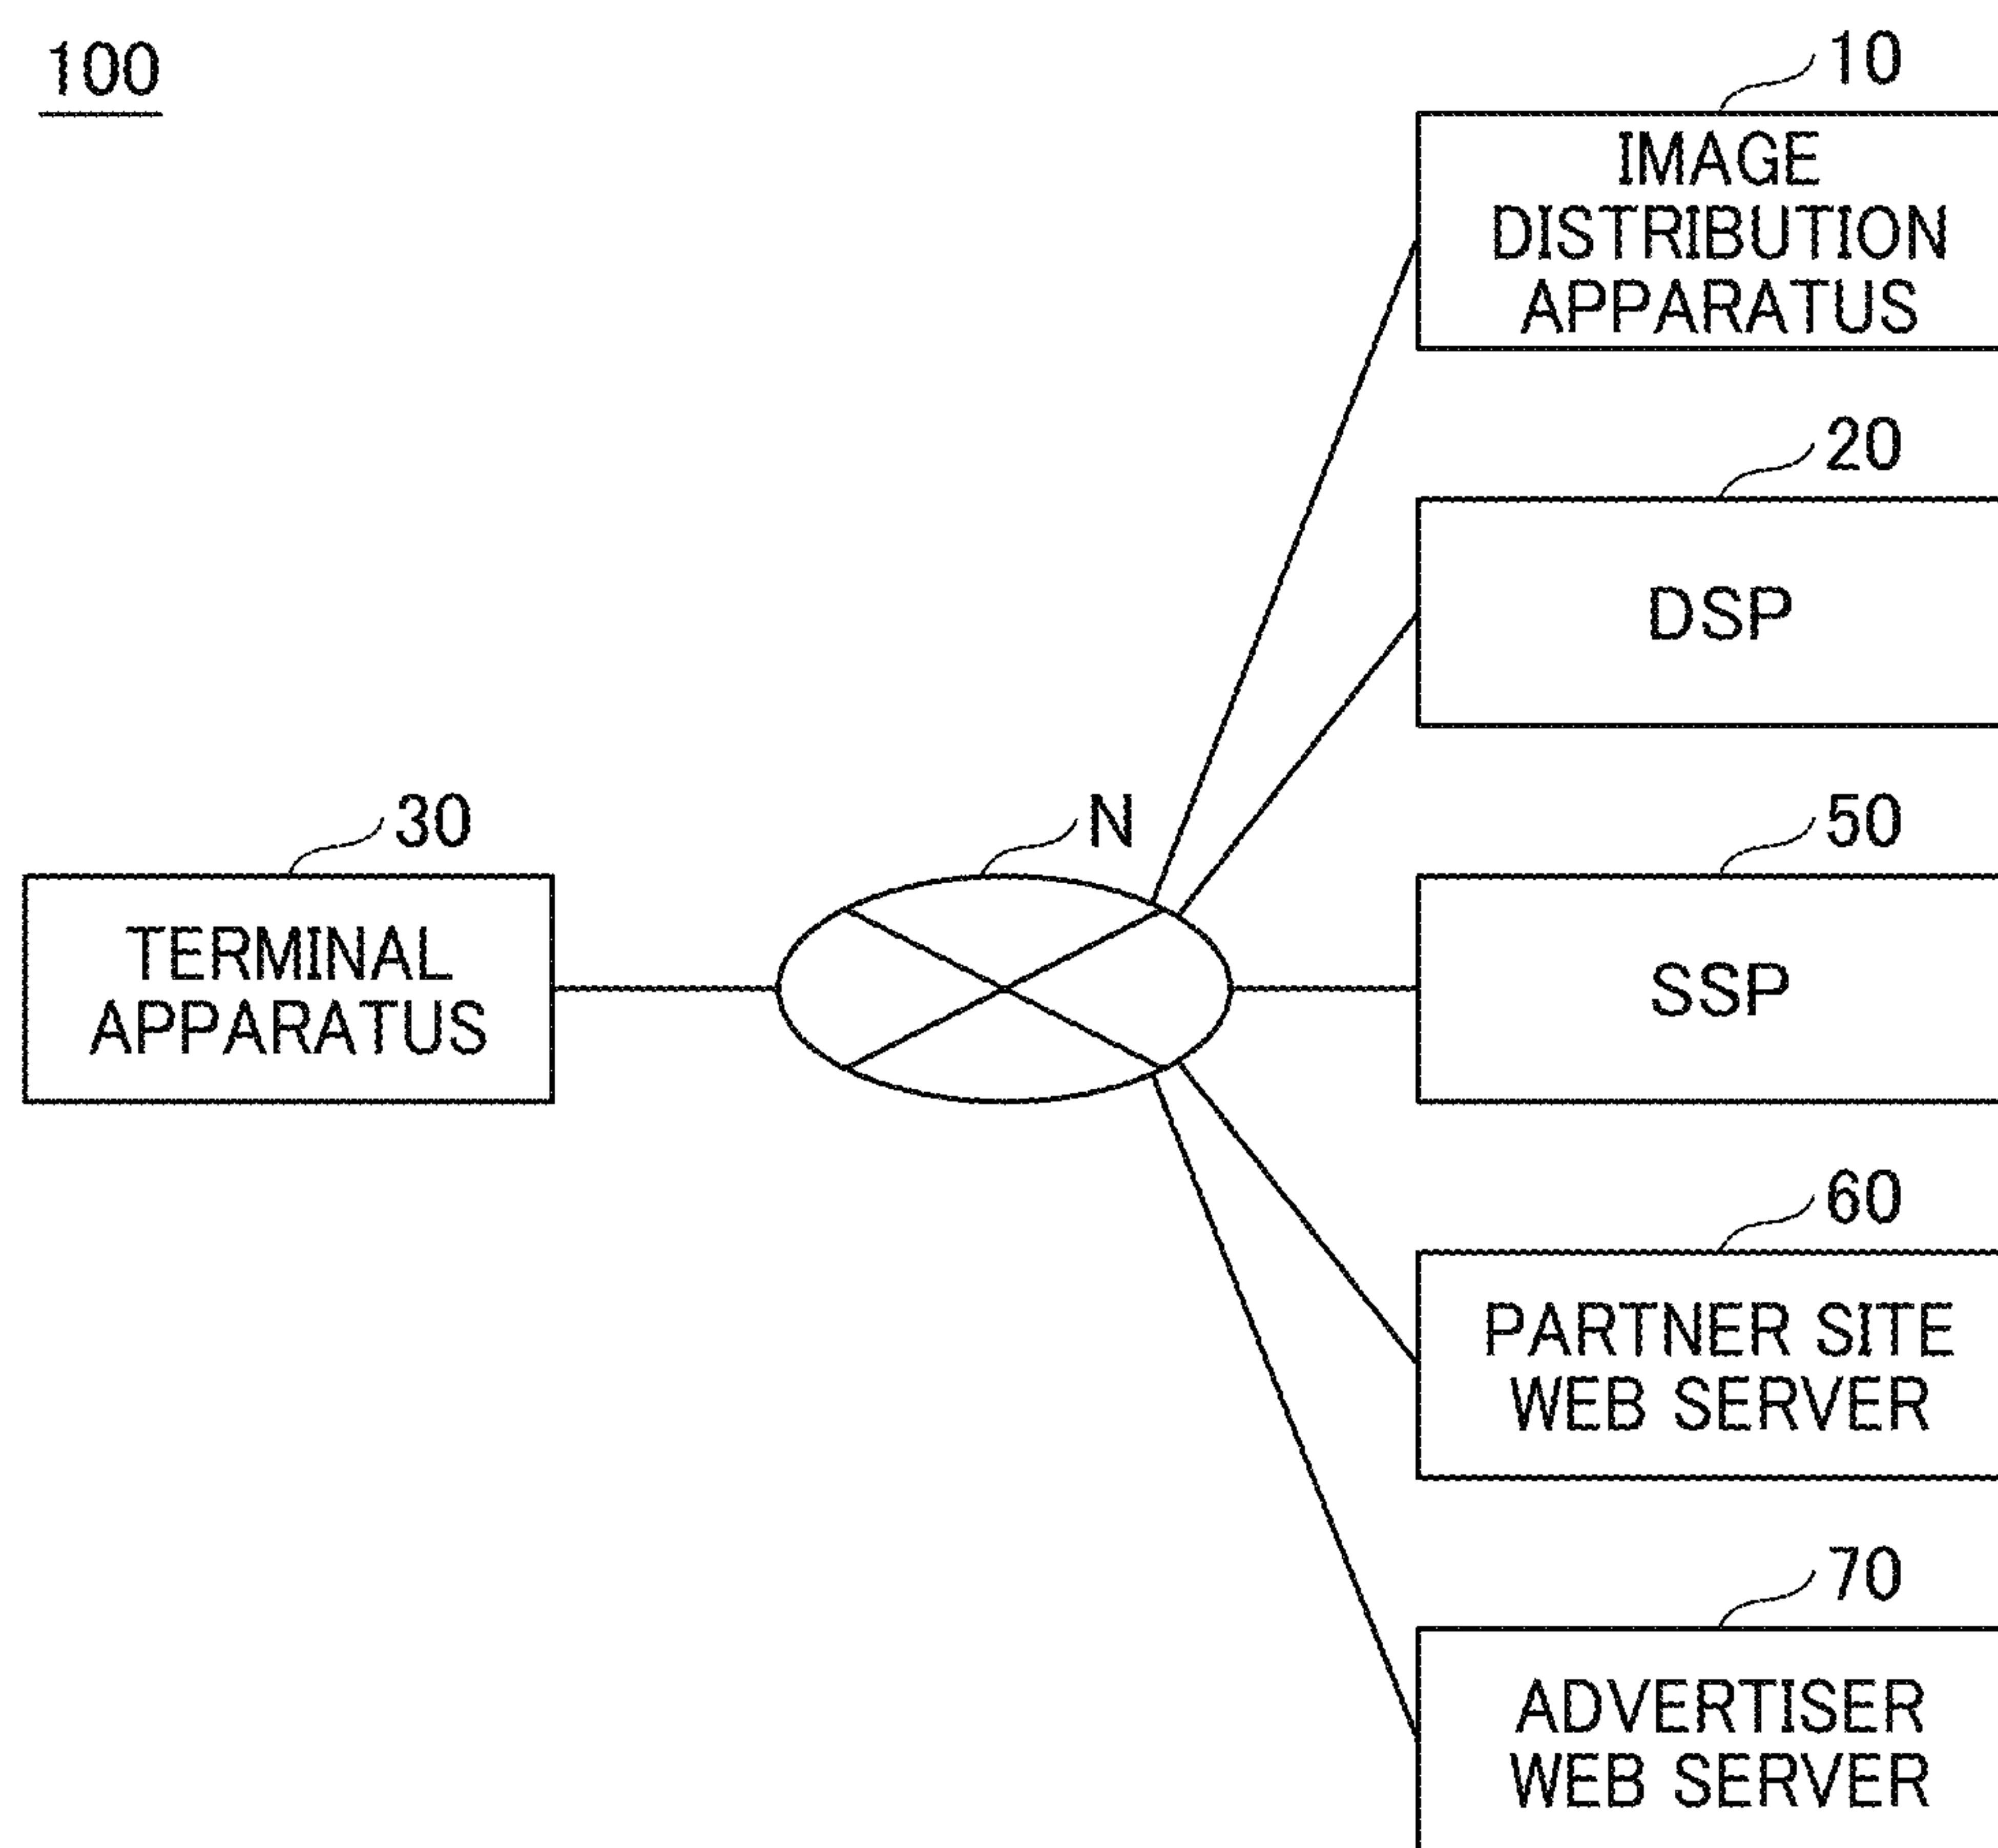 100
10
IMAGE
DISTRIBUTION
APPARATUS
20
DSP
30
TERMINAL
APPARATUS
N
50
SSP
60
PARTNER SITE
WEB SERVER
70
ADVERTISER
WEB SERVER